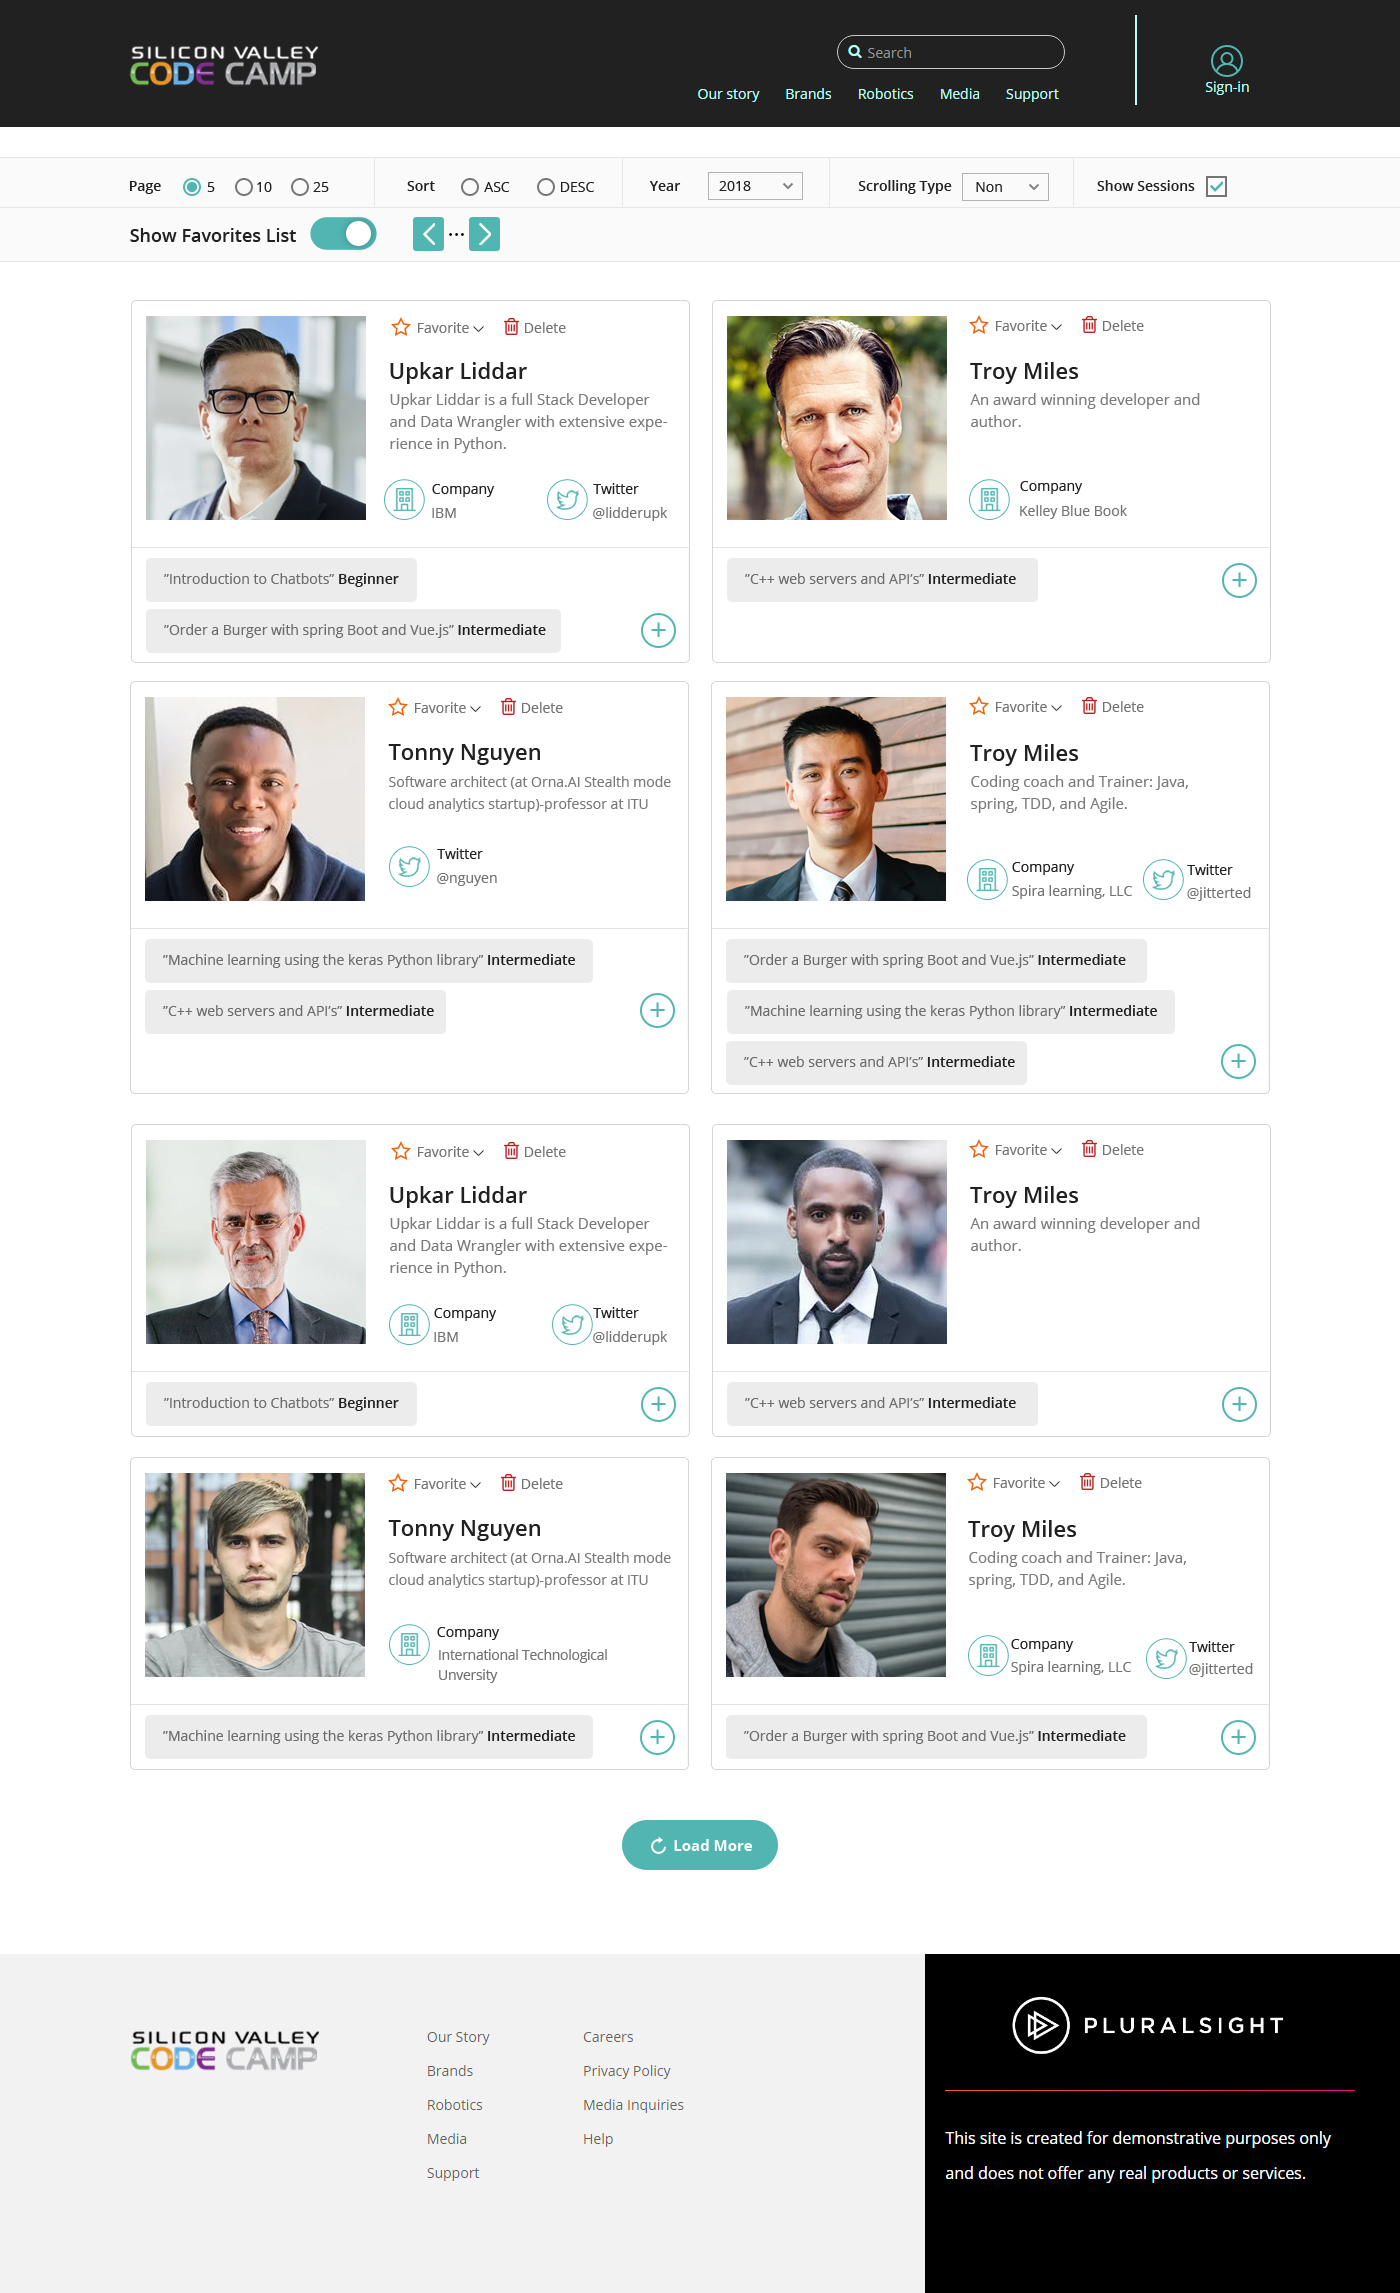 SILICON VALLEY
CODE CAMP
Search
Our story Brands Robotics Media Support
Sign-in
Page 5 10 25 Sort ASC DESC Year 2018 Scrolling Type Non Show Sessions
Show Favorites List
Favorite Delete
Upkar Liddar
Upkar Liddar is a full Stack Developer
and Data Wrangler with extensive expe-
rience in Python.
Company
IBM
Twitter
@lidderupk
”Introduction to Chatbots” Beginner
”Order a Burger with spring Boot and Vue.js” Intermediate
Favorite Delete
Troy Miles
An award winning developer and
author.
Company
Kelley Blue Book
”C++ web servers and API’s” Intermediate
Favorite Delete
Tonny Nguyen
Software architect (at Orna.AI Stealth mode
cloud analytics startup)-professor at ITU
Twitter
@nguyen
”Machine learning using the keras Python library” Intermediate
”C++ web servers and API’s” Intermediate
Favorite Delete
Troy Miles
Coding coach and Trainer: Java,
spring, TDD, and Agile.
Company
Spira learning, LLC
Twitter
@jitterted
”Order a Burger with spring Boot and Vue.js” Intermediate
”Machine learning using the keras Python library” Intermediate
”C++ web servers and API’s” Intermediate
Favorite Delete
Upkar Liddar
Upkar Liddar is a full Stack Developer
and Data Wrangler with extensive expe-
rience in Python.
Company
IBM
Twitter
@lidderupk
”Introduction to Chatbots” Beginner
Favorite Delete
Troy Miles
An award winning developer and
author.
”C++ web servers and API’s” Intermediate
Favorite Delete
Tonny Nguyen
Software architect (at Orna.AI Stealth mode
cloud analytics startup)-professor at ITU
Company
International Technological
Unversity
”Machine learning using the keras Python library” Intermediate
Favorite Delete
Troy Miles
Coding coach and Trainer: Java,
spring, TDD, and Agile.
Company
Spira learning, LLC
Twitter
@jitterted
”Order a Burger with spring Boot and Vue.js” Intermediate
Load More
SILICON VALLEY
CODE CAMP
Our Story
Brands
Robotics
Media
Support
Careers
Privacy Policy
Media Inquiries
Help
PLURALSIGHT
This site is created for demonstrative purposes only
and does not offer any real products or services.